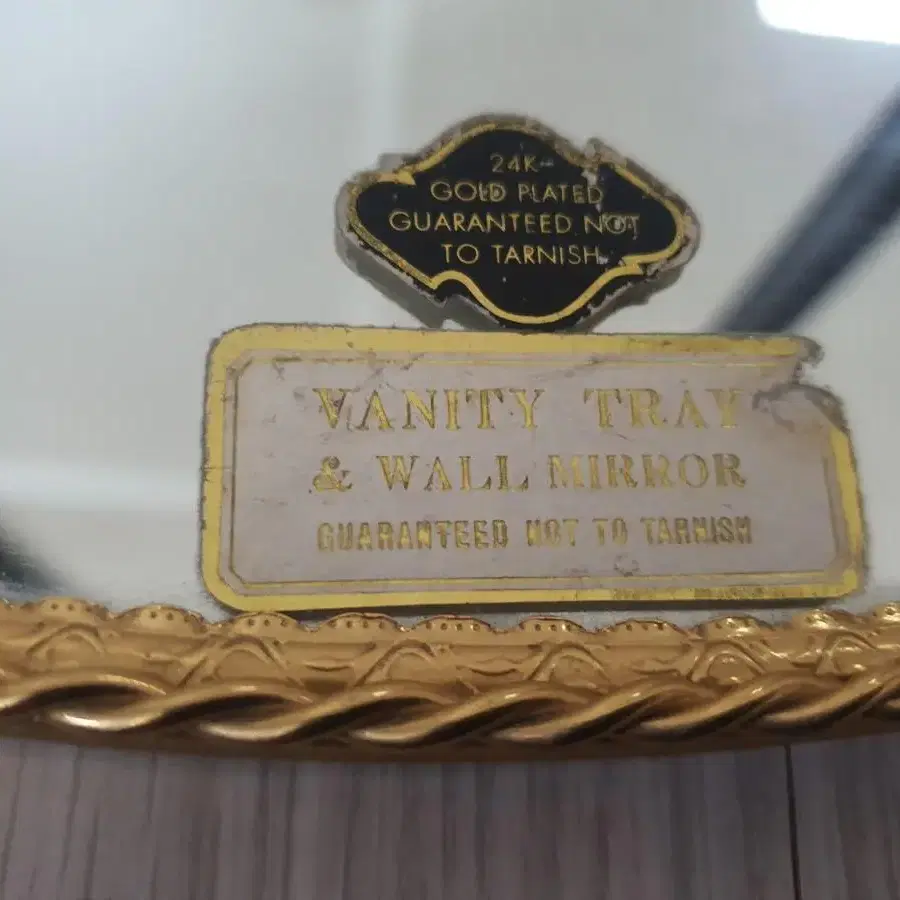 24K
GOLD PLATED
GUARANTEED NOT
TO TARNISH
VANITY TRAY
& WALL MIRROR
GUARANTEED NOT TO TARNISH